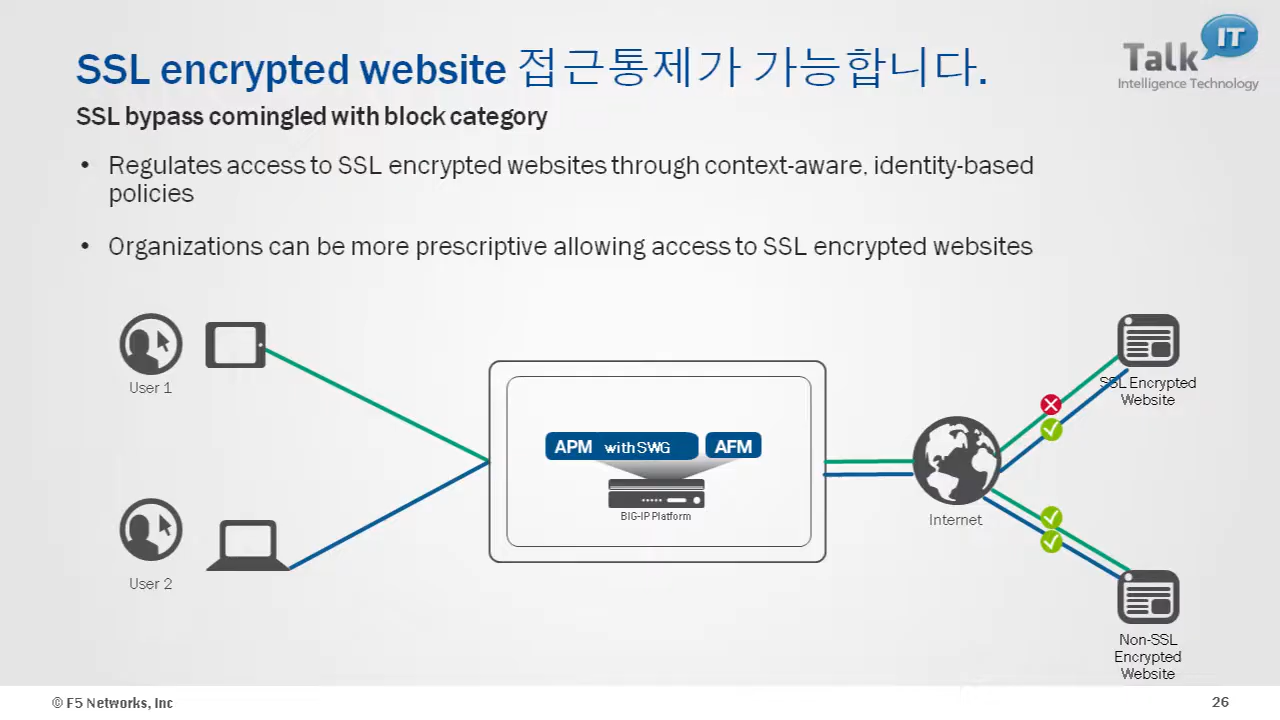 SSL encrypted website 접근통제가 가능합니다.
Talk IT
Intelligence Technology
SSL bypass comingled with block category
• Regulates access to SSL encrypted websites through context-aware, identity-based
policies
• Organizations can be more prescriptive allowing access to SSL encrypted websites
User 1
SSL Encrypted
Website
APM with SWG AFM
BIG-IP Platform
Internet
User 2
Non-SSL
Encrypted
Website
© F5 Networks, Inc
26